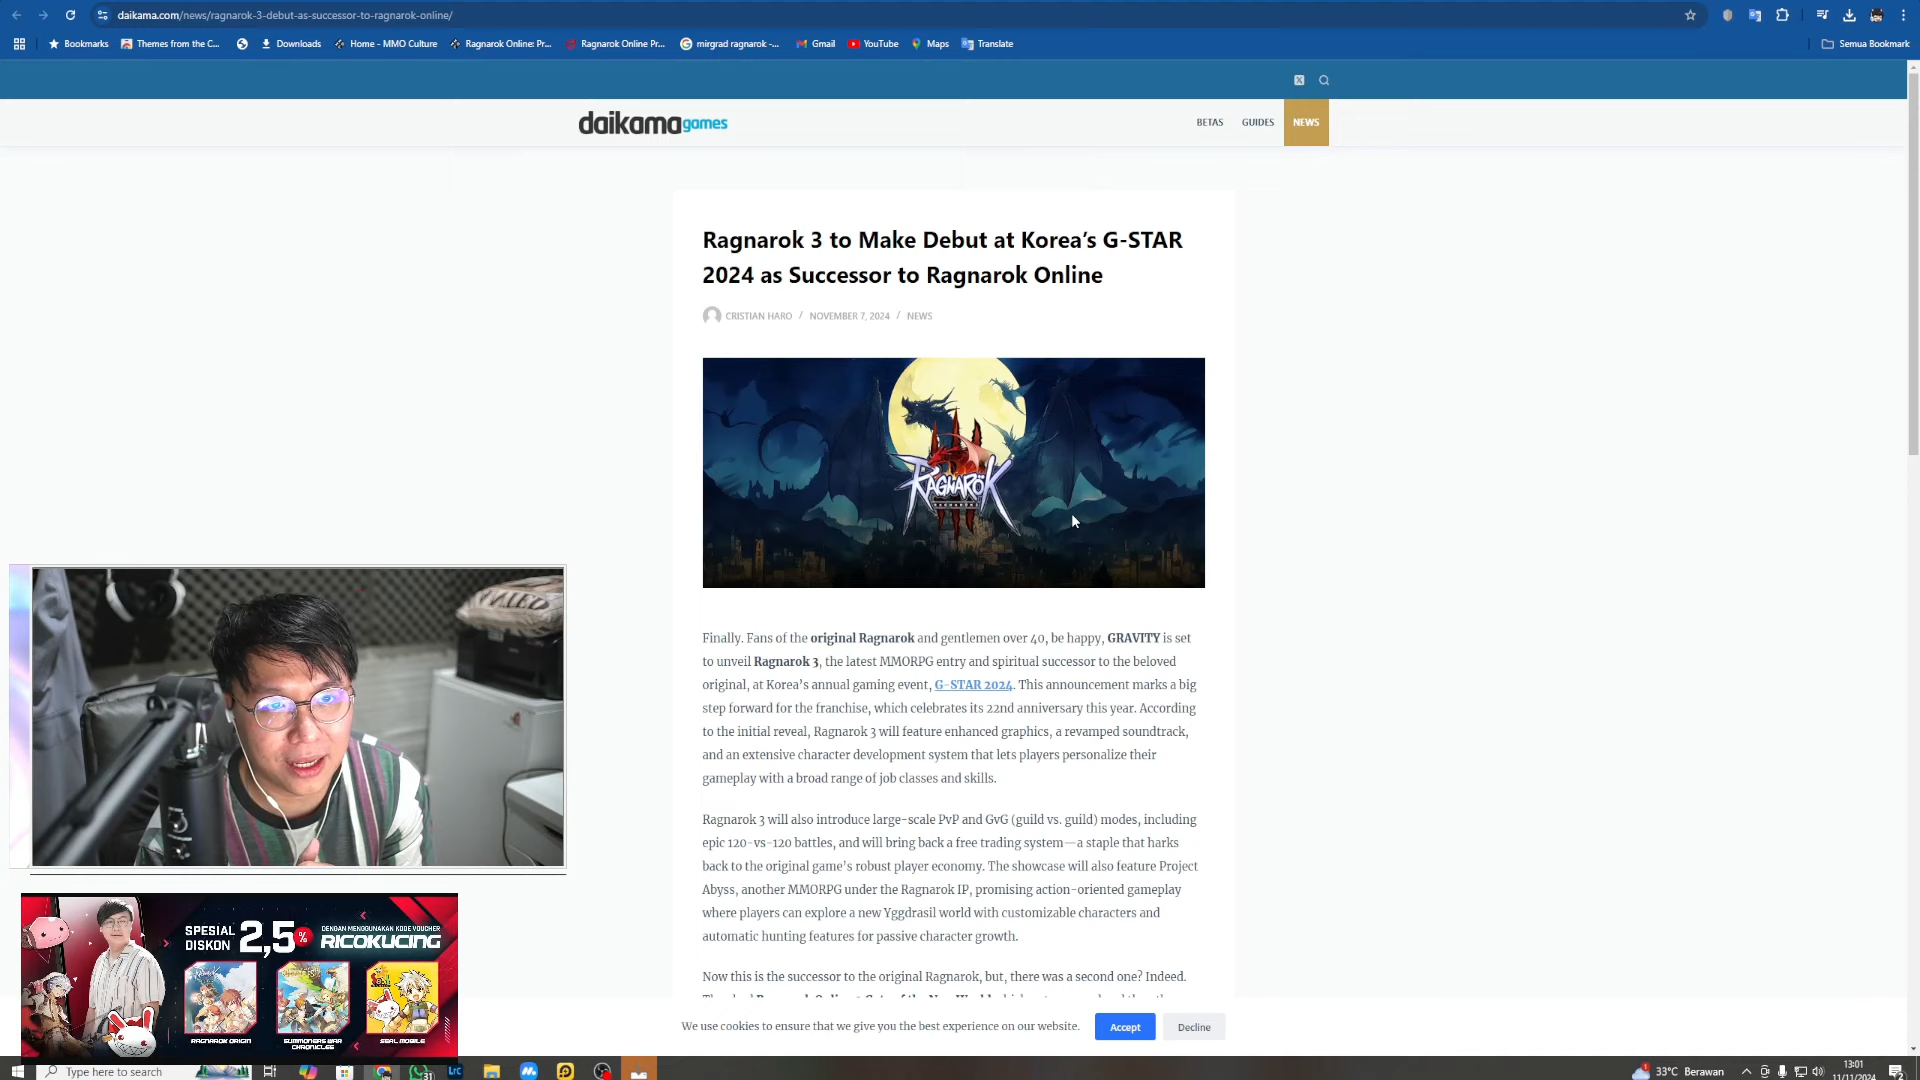 daikama.com/news/ragnarok-3-debut-as-successor-to-ragnarok-online/
Bookmarks
Themes from the C...
Downloads
Home - MMO Culture
Ragnarok Online: Pr...
Ragnarok Online Pr...
mirgrad ragnarok -...
Gmail
YouTube
Maps
Translate
Semua Bookmark
daikamagames
BETAS
GUIDES
NEWS
Ragnarok 3 to Make Debut at Korea's G-STAR
2024 as Successor to Ragnarok Online
CRISTIAN HARO / NOVEMBER 7, 2024 / NEWS
RAGNARÖK
Finally. Fans of the original Ragnarok and gentlemen over 40, be happy, GRAVITY is set
to unveil Ragnarok 3, the latest MMORPG entry and spiritual successor to the beloved
original, at Korea's annual gaming event, G-STAR 2024. This announcement marks a big
step forward for the franchise, which celebrates its 22nd anniversary this year. According
to the initial reveal, Ragnarok 3 will feature enhanced graphics, a revamped soundtrack,
and an extensive character development system that lets players personalize their
gameplay with a broad range of job classes and skills.
Ragnarok 3 will also introduce large-scale PvP and GvG (guild vs. guild) modes, including
epic 120-vs-120 battles, and will bring back a free trading system—a staple that harks
back to the original game's robust player economy. The showcase will also feature Project
Abyss, another MMORPG under the Ragnarok IP, promising action-oriented gameplay
where players can explore a new Yggdrasil world with customizable characters and
automatic hunting features for passive character growth.
Now this is the successor to the original Ragnarok, but, there was a second one? Indeed.
We use cookies to ensure that we give you the best experience on our website.
Accept
Decline
SPESIAL
DISKON
2,5%
DENGAN MENGGUNAKAN KODE VOUCHER
RICOKUCING
RAGNAROK ORIGIN
SUMMONERS WAR
CHRONICLES
SEAL MOBILE
Type here to search
31
Lrc
33°C Berawan
13:01
11/11/2024
2